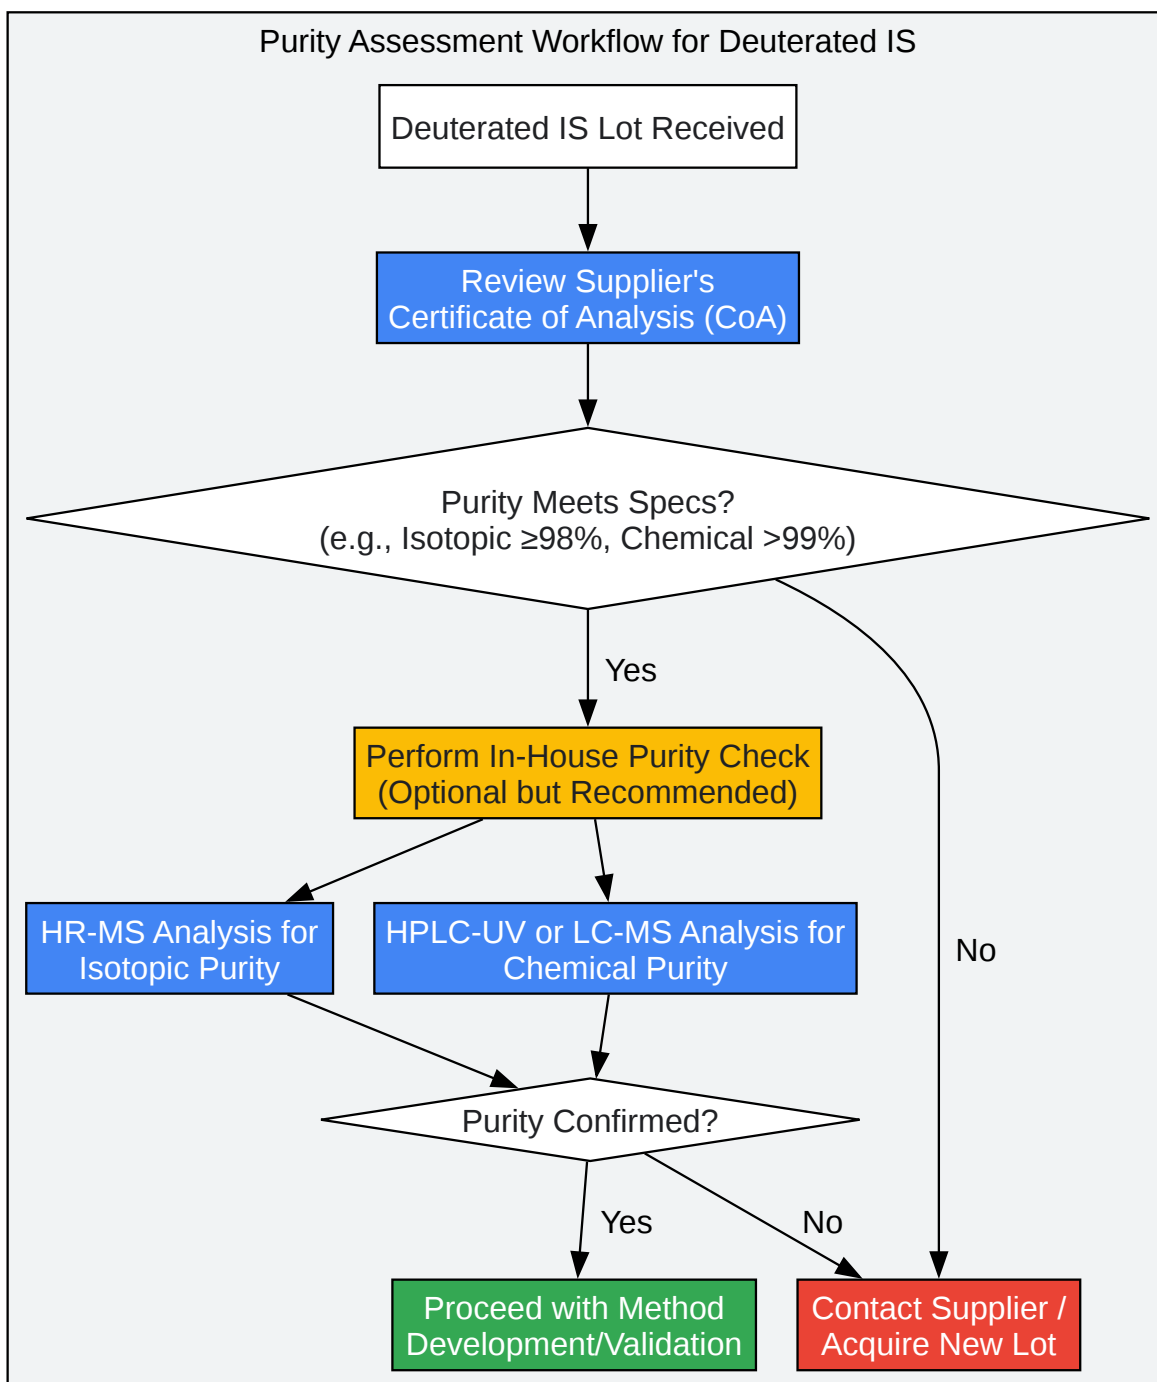 Purity Assessment Workflow for Deuterated IS
Deuterated IS Lot Received
Review Supplier's
Certificate of Analysis (CoA)
Purity Meets Specs?
(e.g., Isotopic ≥98%, Chemical >99%)
Yes
Perform In-House Purity Check
(Optional but Recommended)
HR-MS Analysis for
Isotopic Purity
HPLC-UV or LC-MS Analysis for
Chemical Purity
No
Purity Confirmed?
Yes
No
Proceed with Method
Development/Validation
Contact Supplier /
Acquire New Lot